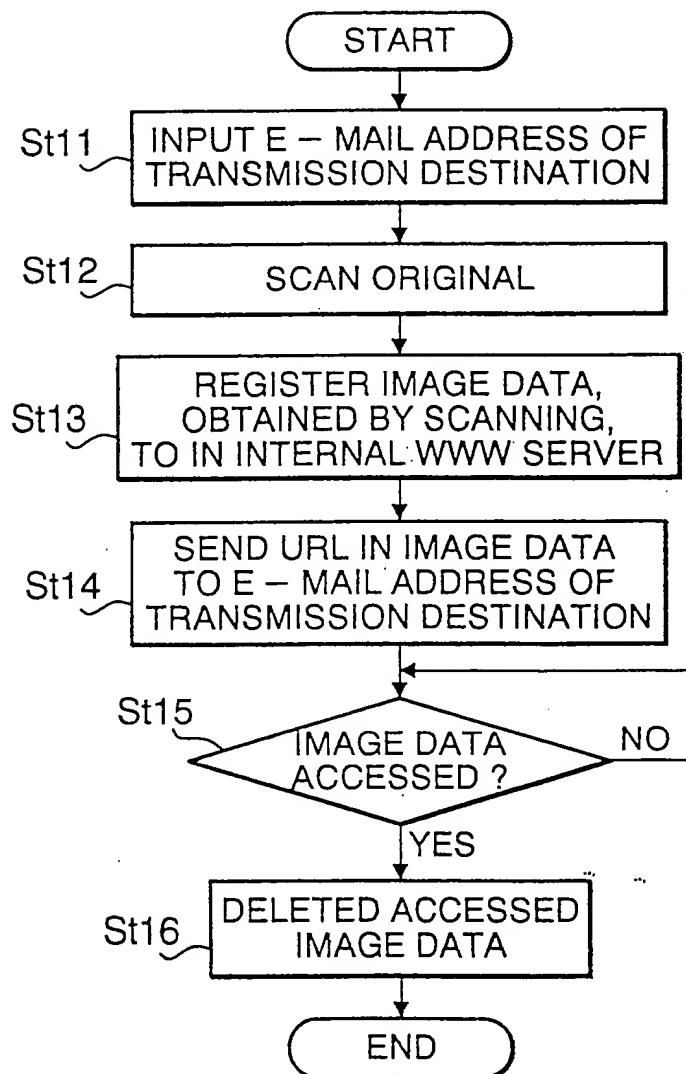 START
St11
INPUT E – MAIL ADDRESS OF
TRANSMISSION DESTINATION
St12
SCAN ORIGINAL
St13
REGISTER IMAGE DATA,
OBTAINED BY SCANNING,
TO IN INTERNAL WWW SERVER
St14
SEND URL IN IMAGE DATA
TO E – MAIL ADDRESS OF
TRANSMISSION DESTINATION
St15
IMAGE DATA
ACCESSED ?
NO
YES
St16
DELETED ACCESSED
IMAGE DATA
END